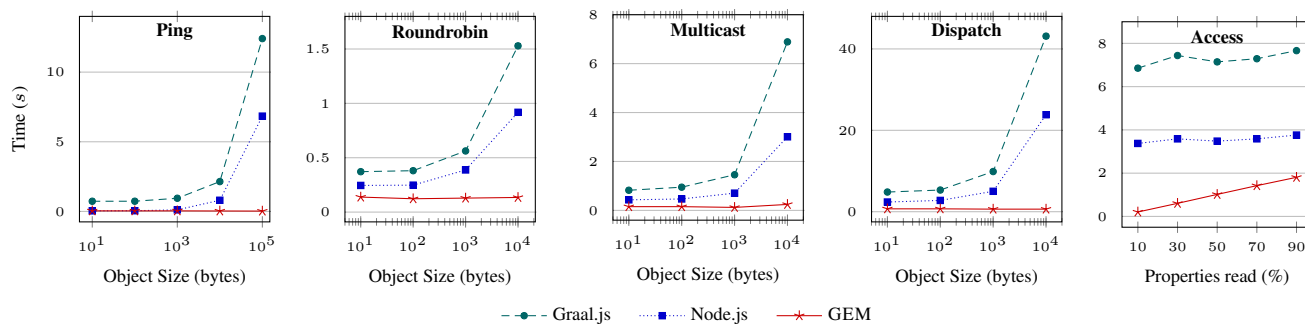 Ping
Time (s)
10
5
0
10^1
10^3
10^5
Object Size (bytes)
Roundrobin
1.5
1
0.5
0
10^1
10^2
10^3
10^4
Object Size (bytes)
Multicast
8
6
4
2
0
10^1
10^2
10^3
10^4
Object Size (bytes)
Dispatch
40
20
0
10^1
10^2
10^3
10^4
Object Size (bytes)
Access
8
6
4
2
0
10
30
50
70
90
Properties read (%)
Graal.js
Node.js
GEM